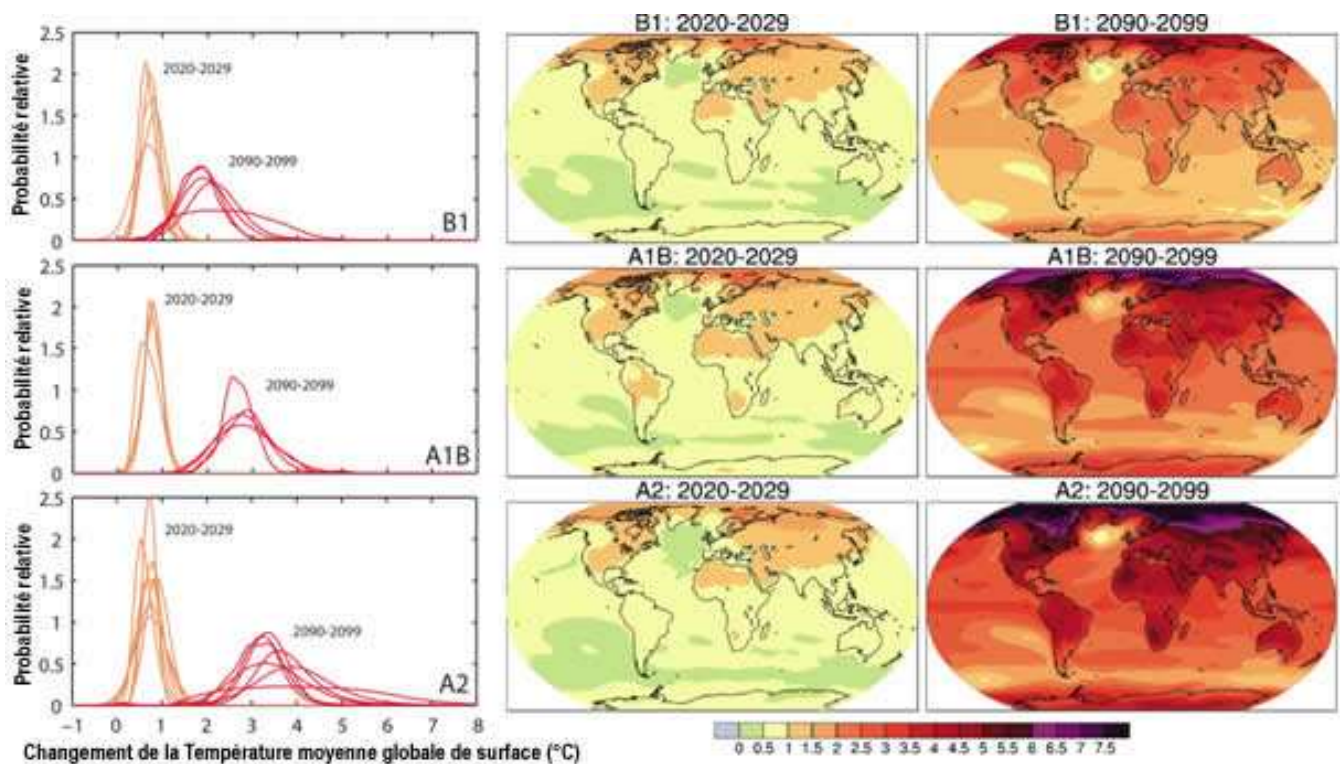 Probabilité relative
2.5
2
1.5
1
0.5
0
2020-2029
2090-2099
B1
B1: 2020-2029
B1: 2090-2099
Probabilité relative
2
1.5
1
0.5
0
2020-2029
2090-2099
A1B
A1B: 2020-2029
A1B: 2090-2099
Probabilité relative
2.5
2
1.5
1
0.5
0
2020-2029
2090-2099
A2
A2: 2020-2029
A2: 2090-2099
-1 0 1 2 3 4 5 6 7 8
Changement de la Température moyenne globale de surface (°C)
0 0.5 1 1.5 2 2.5 3 3.5 4 4.5 5 5.5 6 6.5 7 7.5